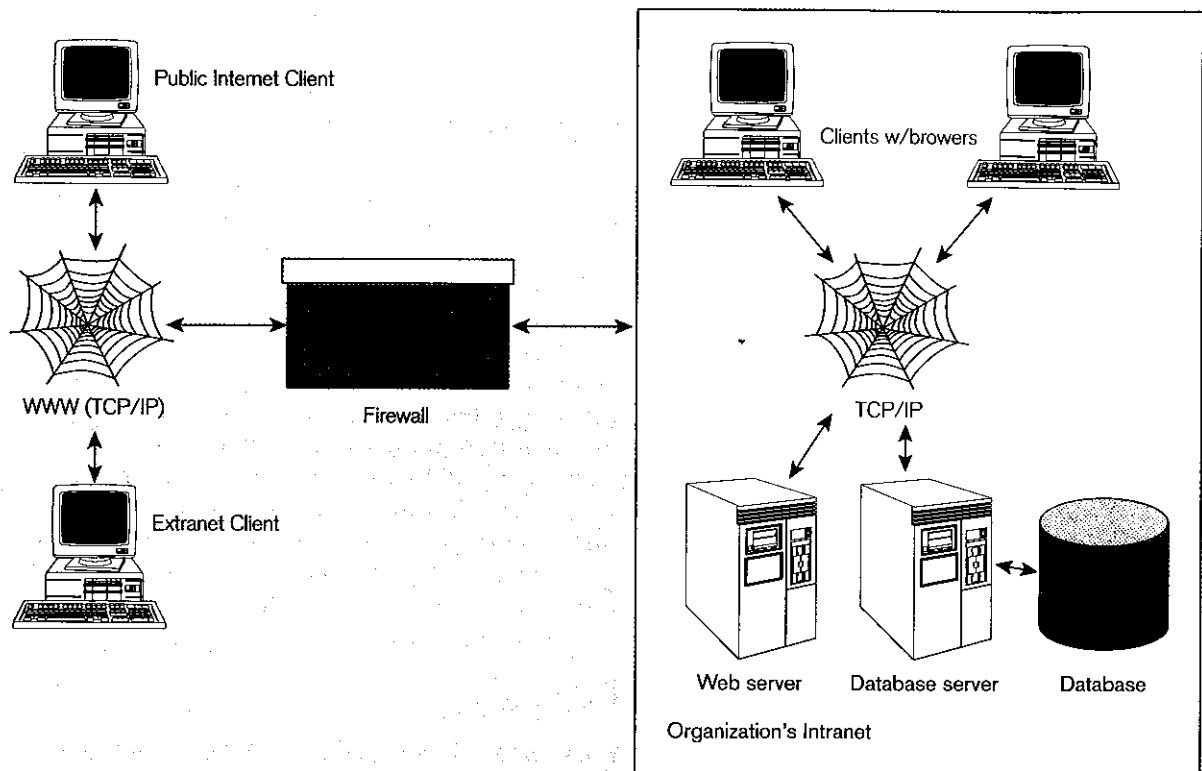 Public Internet Client
Clients w/browers
WWW (TCP/IP)
Firewall
TCP/IP
Extranet Client
Web server
Database server
Database
Organization's Intranet